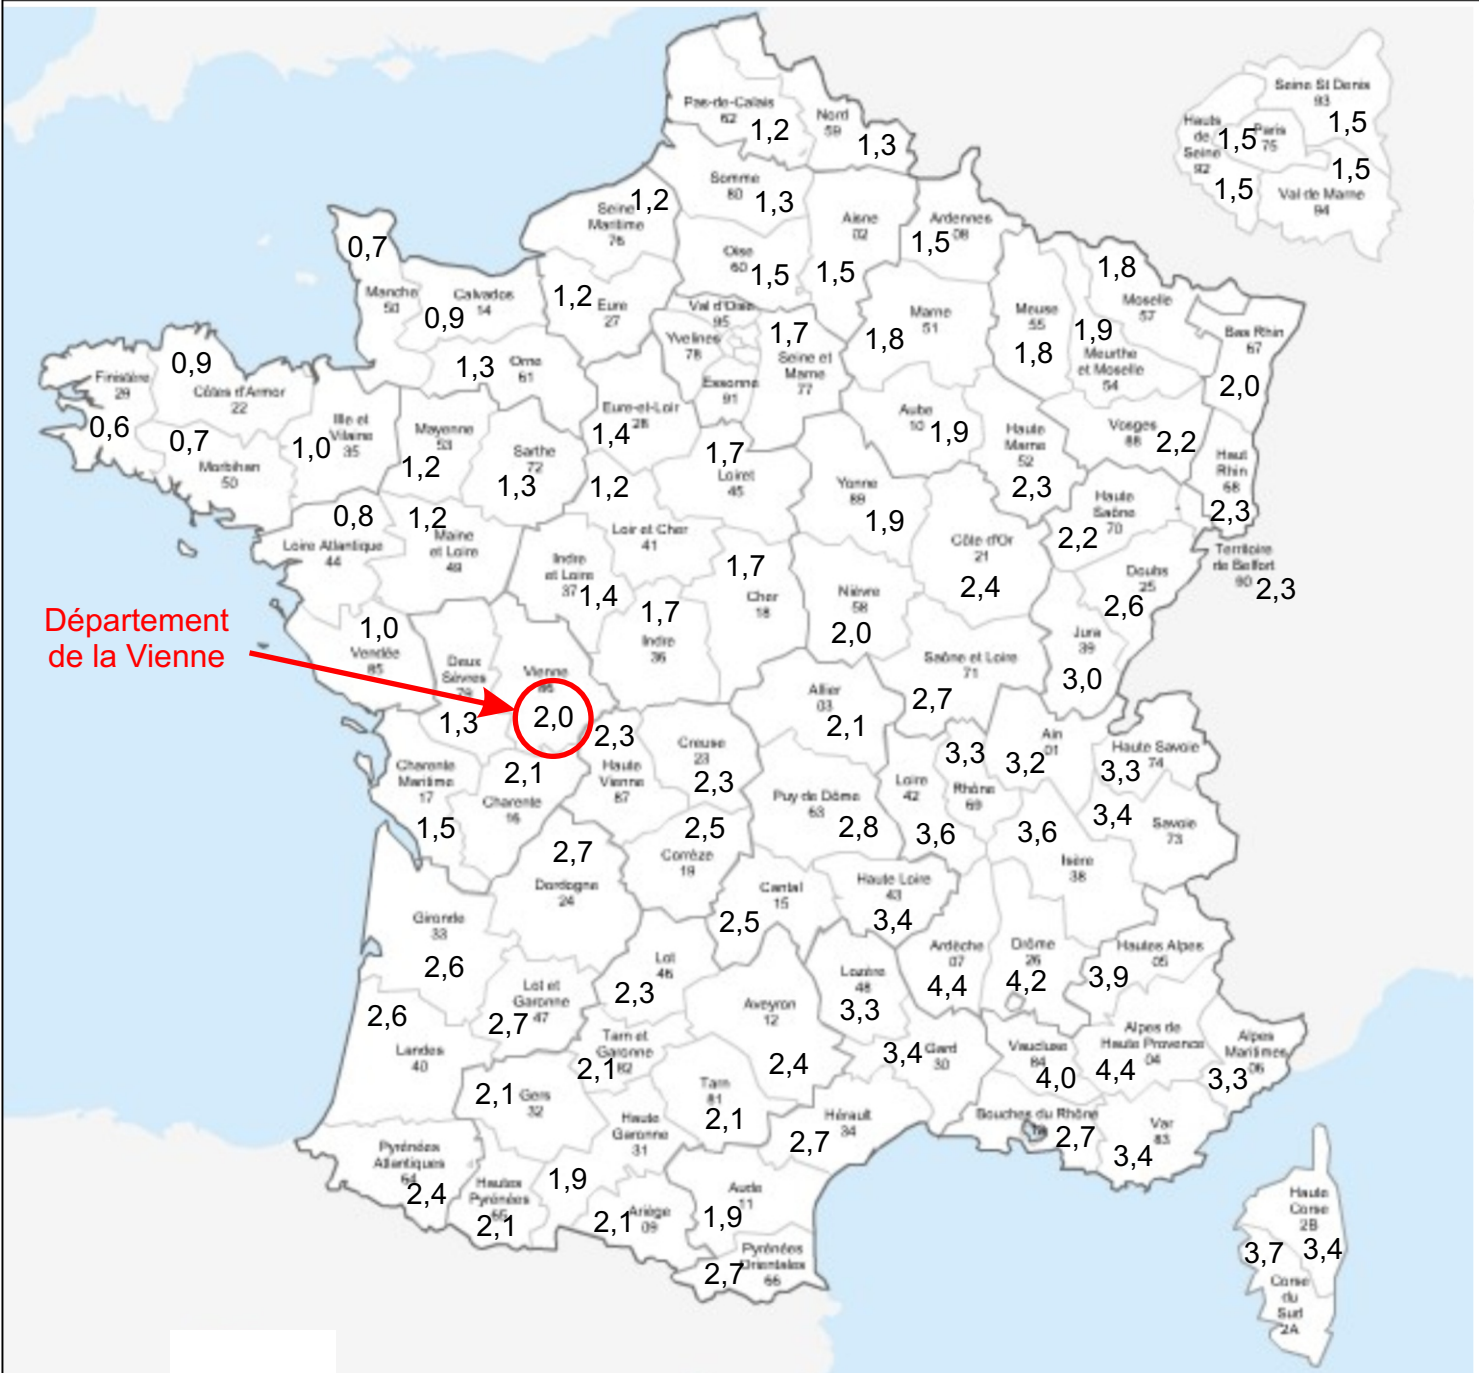 Pas-de-Calais
62
1,2
Nord
59
1,3
Seine St Denis
93
1,5
Hauts
de
Seine
92
1,5
1,5
Paris
75
1,5
Val de Marne
94
Somme
80
1,3
1,2
Seine
Maritime
76
Aisne
02
1,5
Ardennes
08
1,5
Oise
60
1,5
0,7
Manche
50
Calvados
14
0,9
1,2
Eure
27
Val d'Oise
95
Yvelines
78
Essonne
91
1,7
Seine et
Marne
77
Marne
51
1,8
Meuse
55
1,8
1,8
Moselle
57
1,9
Meurthe
et Moselle
54
Bas Rhin
67
2,0
Finistère
29
0,6
0,9
Côtes d'Armor
22
0,7
Morbihan
50
Ille et
Vilaine
35
1,0
1,3
Orne
61
Mayenne
53
1,2
Sarthe
72
1,3
Eure-et-Loir
28
1,4
1,7
Loiret
45
Aube
10
1,9
Haute
Marne
52
2,3
Vosges
88
2,2
Haut
Rhin
68
2,3
Yonne
89
1,9
Haute
Saône
70
2,2
Territoire
de Belfort
90
2,3
0,8
Loire Atlantique
44
1,2
Maine
et Loire
49
1,2
Loir et Cher
41
Indre
et Loire
37
1,4
1,7
Cher
18
Nièvre
58
2,0
Côte d'Or
21
2,4
Doubs
25
2,6
Jura
39
3,0
Département
de la Vienne
1,0
Vendée
85
Deux
Sèvres
79
1,3
Vienne
86
2,0
1,7
Indre
36
Allier
03
2,1
Saône et Loire
71
2,7
Charente
Maritime
17
1,5
2,1
Charente
16
2,3
Haute
Vienne
87
Creuse
23
2,3
Puy de Dôme
63
2,8
Loire
42
3,6
3,3
Rhône
69
Ain
01
3,2
Haute Savoie
74
3,3
3,4
Savoie
73
3,6
Isère
38
2,7
Dordogne
24
2,5
Corrèze
19
Cantal
15
2,5
Haute Loire
43
3,4
Gironde
33
2,6
Lot et
Garonne
47
2,7
Lot
46
2,3
Aveyron
12
2,4
Lozère
48
3,3
Ardèche
07
4,4
Drôme
26
4,2
Hautes Alpes
05
3,9
2,6
Landes
40
Tarn et
Garonne
82
2,1
2,1
Gers
32
Tarn
81
2,1
3,4
Gard
30
Vaucluse
84
4,0
Alpes de
Haute Provence
04
4,4
Alpes
Maritimes
06
3,3
Pyrénées
Atlantiques
64
2,4
Hautes
Pyrénées
65
2,1
Haute
Garonne
31
1,9
2,1
Ariège
09
Aude
11
1,9
Hérault
34
2,7
Bouches du Rhône
2,7
Var
83
3,4
Pyrénées
Orientales
66
2,7
Haute
Corse
2B
3,4
3,7
Corse
du
Sud
2A